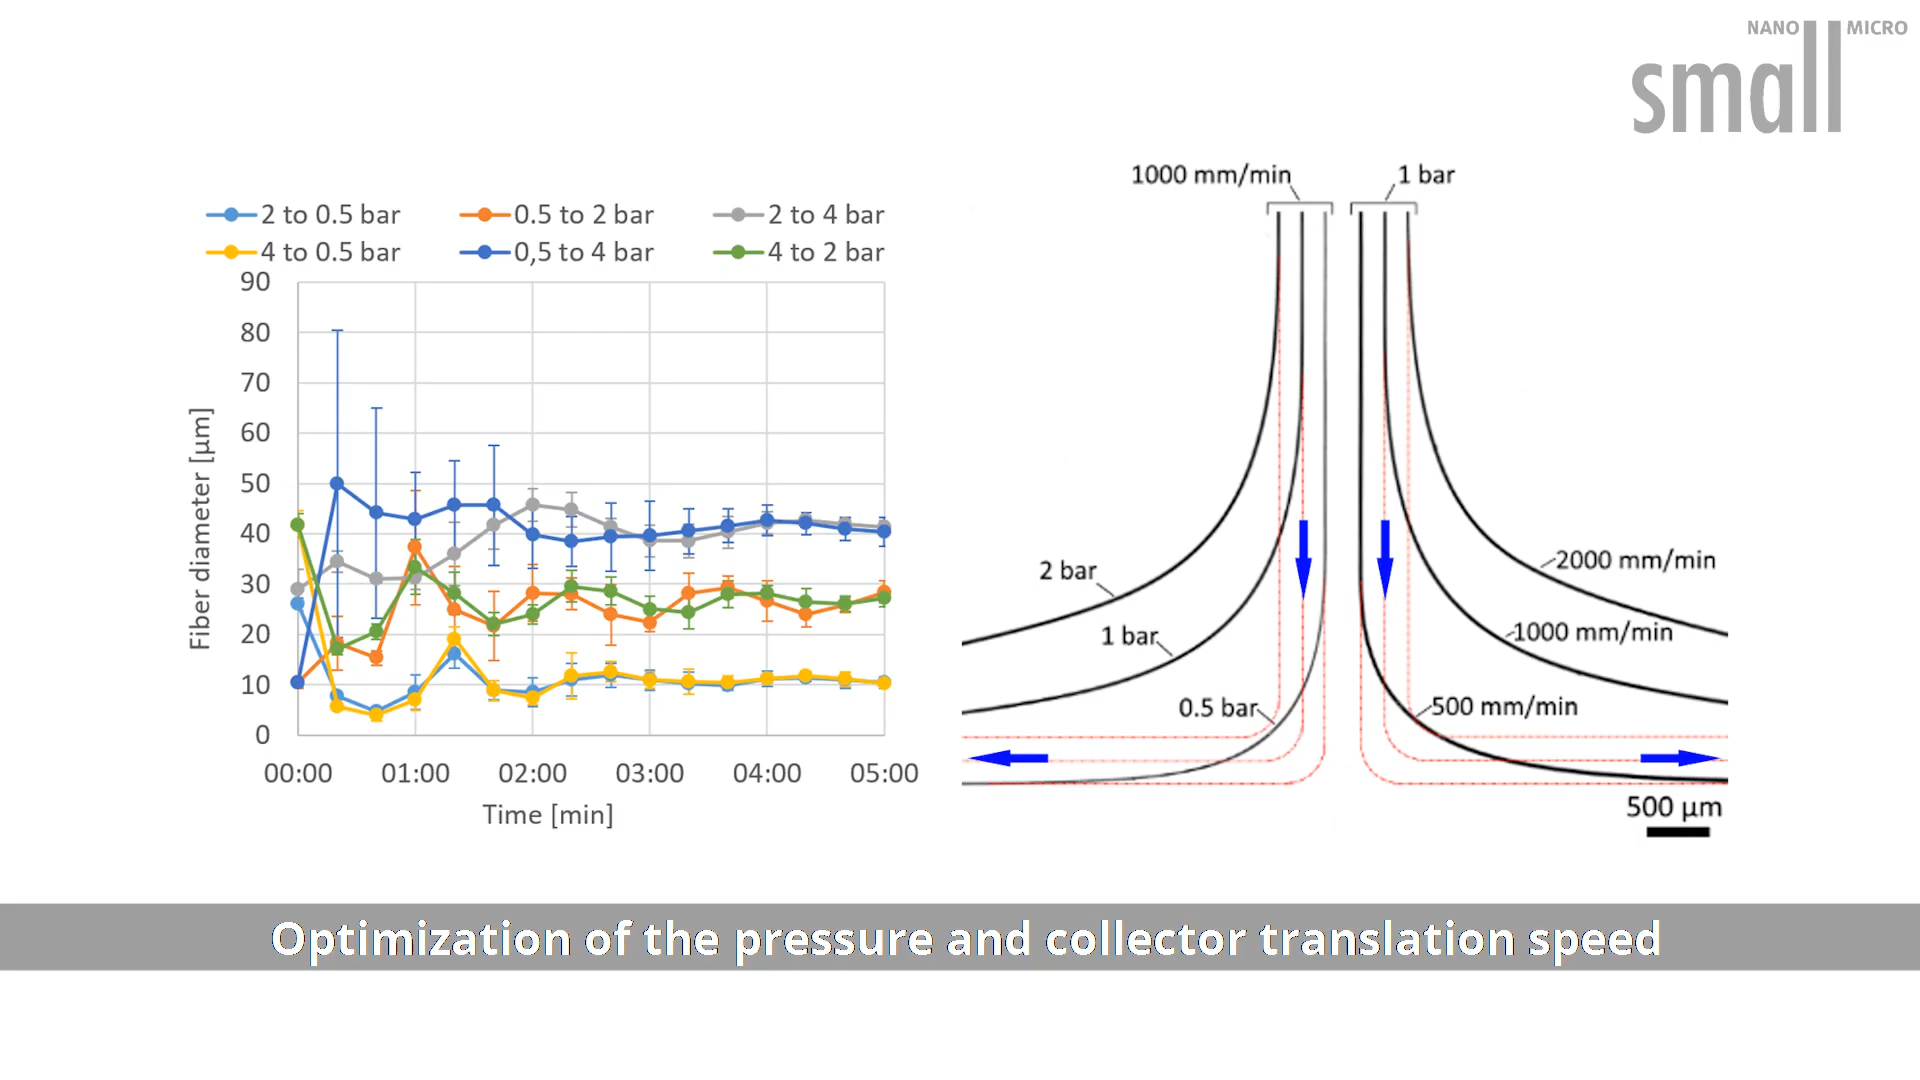 NANO MICRO
small
2 to 0.5 bar 0.5 to 2 bar 2 to 4 bar
4 to 0.5 bar 0,5 to 4 bar 4 to 2 bar
90
80
70
60
50
40
30
20
10
0
Fiber diameter [µm]
00:00 01:00 02:00 03:00 04:00 05:00
Time [min]
1000 mm/min 1 bar
2 bar
1 bar
0.5 bar
2000 mm/min
1000 mm/min
500 mm/min
500 µm
Optimization of the pressure and collector translation speed